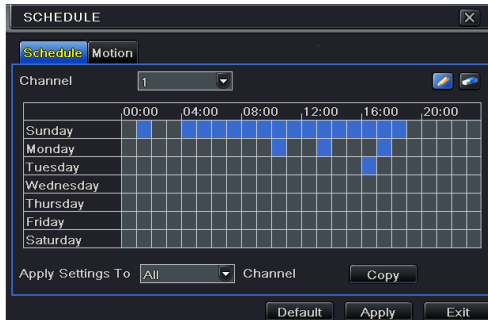 SCHEDULE
Schedule Motion
Channel 1
00:00 04:00 08:00 12:00 16:00 20:00
Sunday
Monday
Tuesday
Wednesday
Thursday
Friday
Saturday
Apply Settings To All Channel Copy
Default Apply Exit